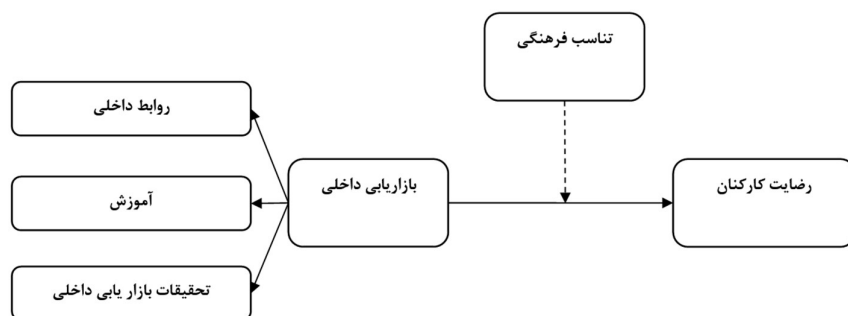 تناسب فرهنگی
روابط داخلی
بازاریابی داخلی
رضایت کارکنان
آموزش
تحقیقات بازار یابی داخلی